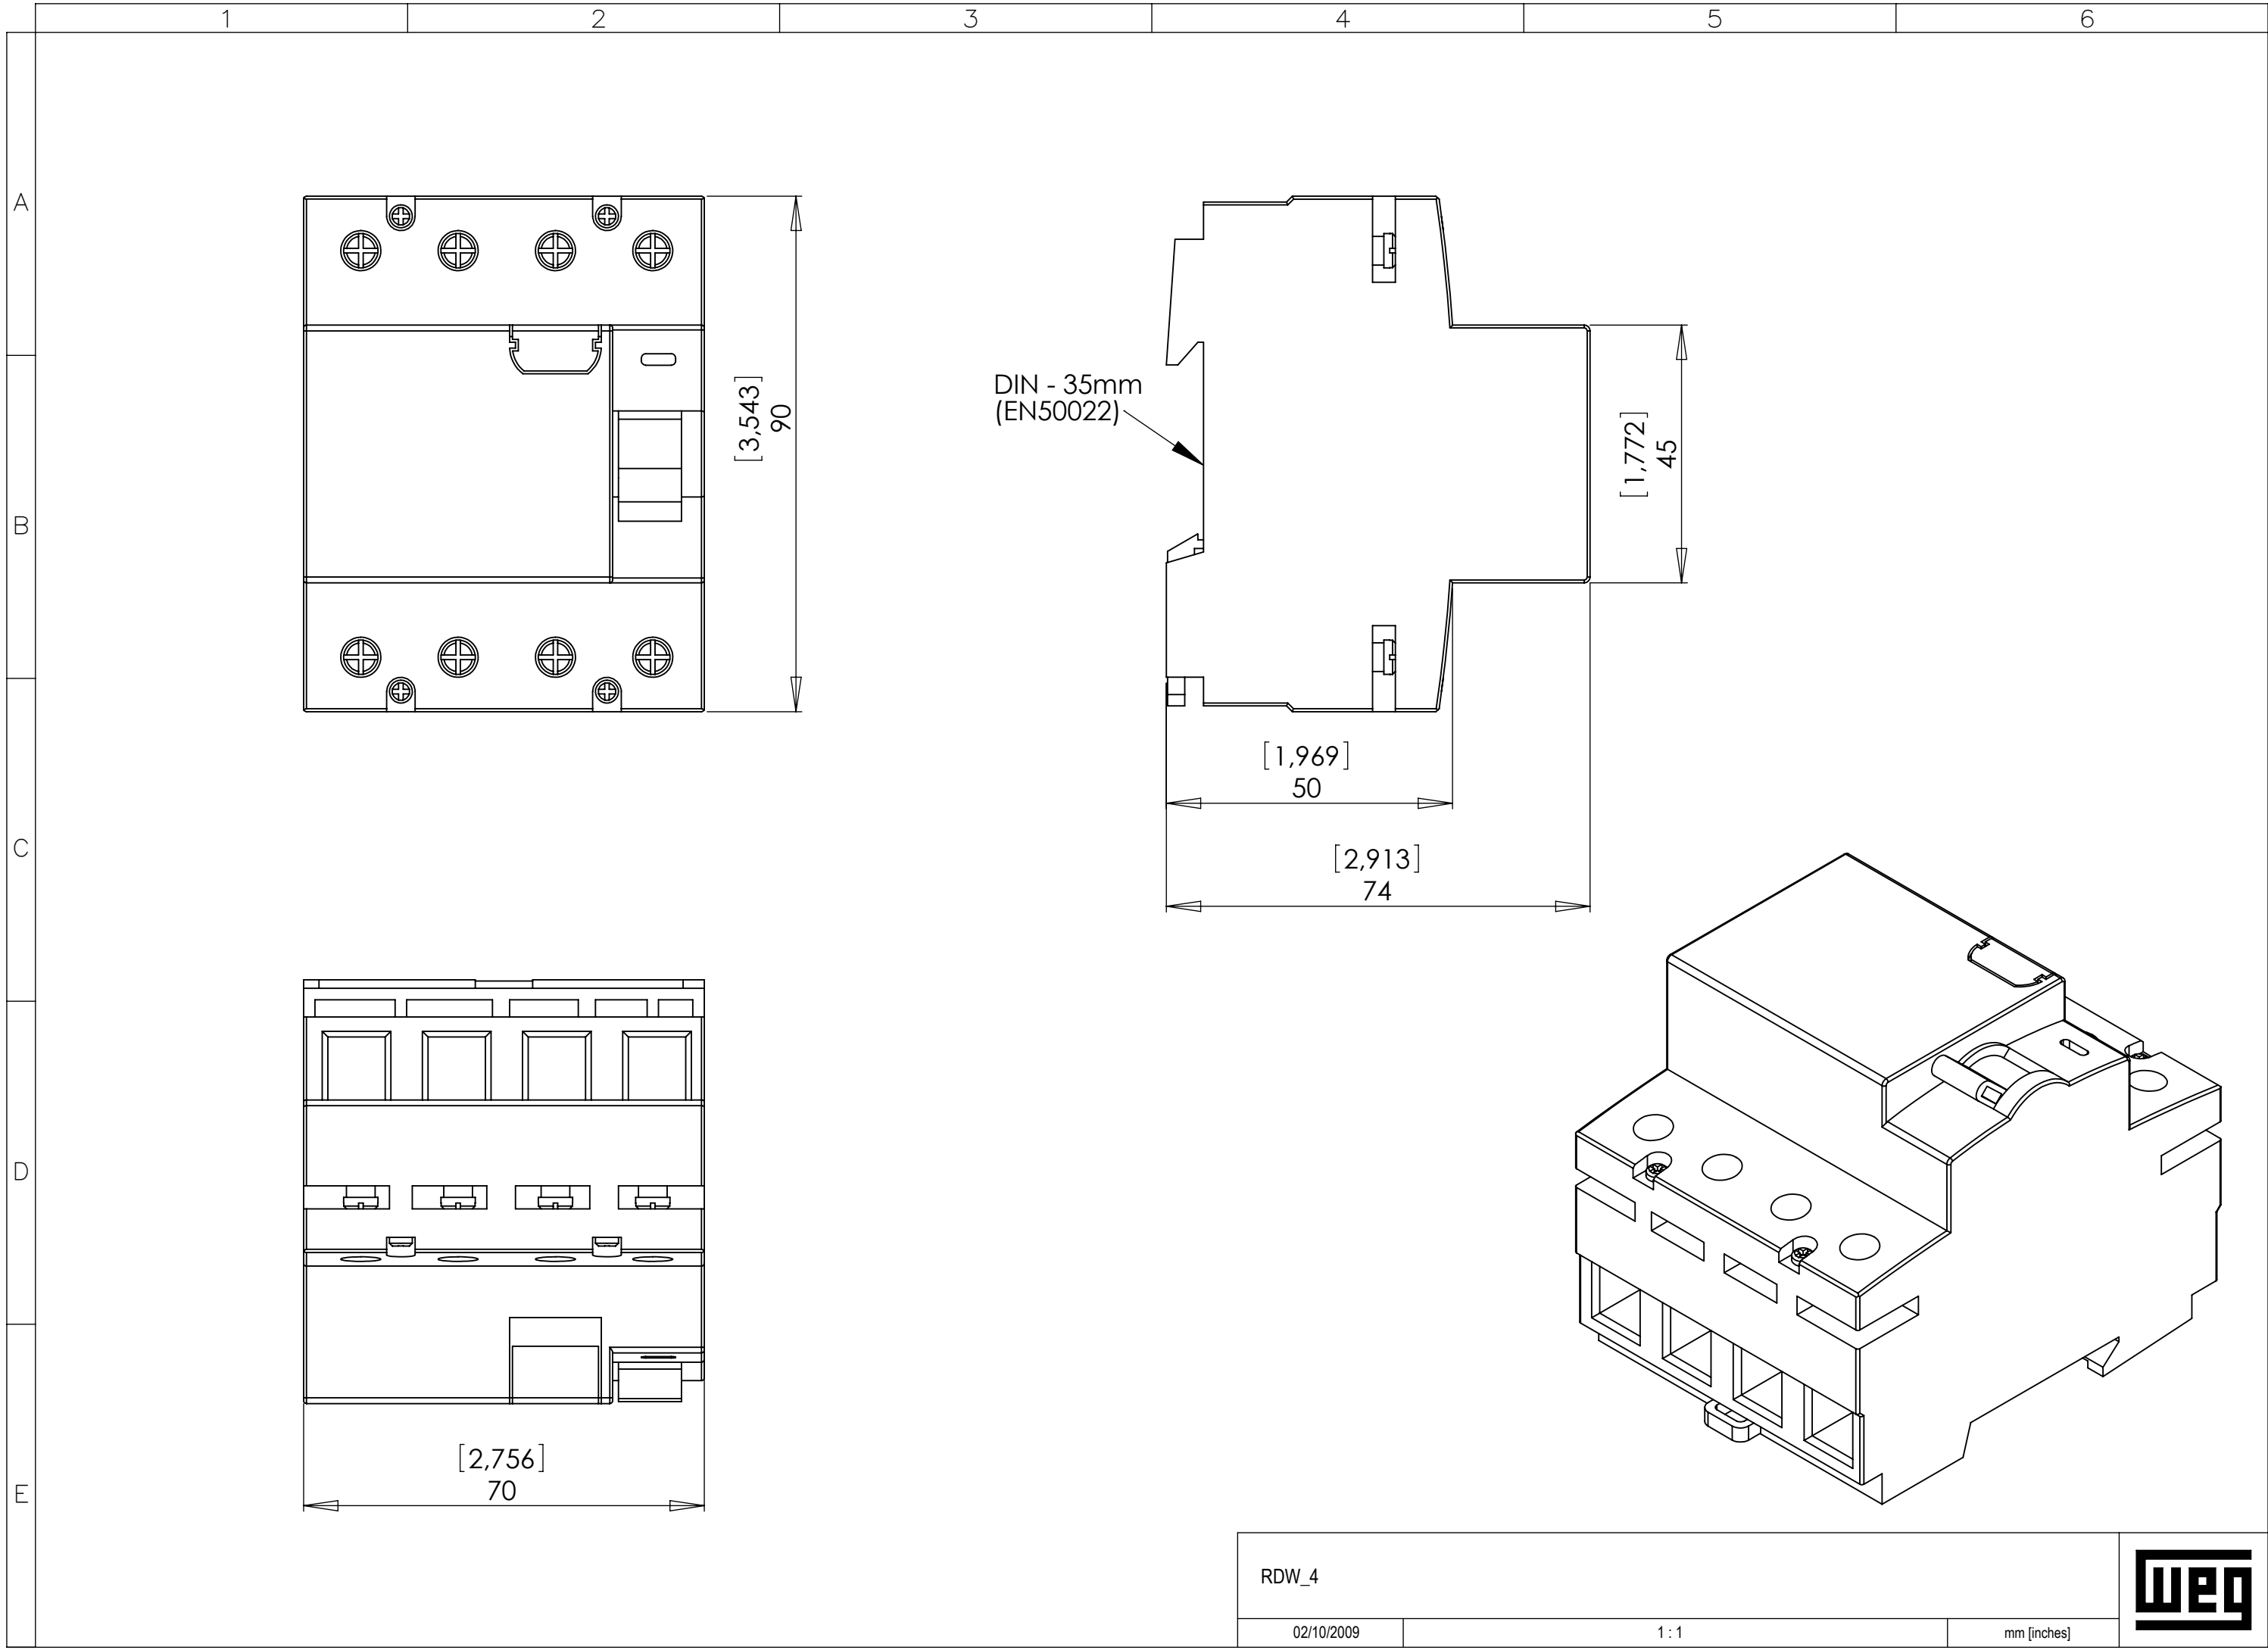 1 2 3 4 5 6
A
B
C
D
E
[3,543]
90
DIN - 35mm
(EN50022)
[1,772]
45
[1,969]
50
[2,913]
74
[2,756]
70
RDW_4
02/10/2009
1 : 1
mm [inches]
weg